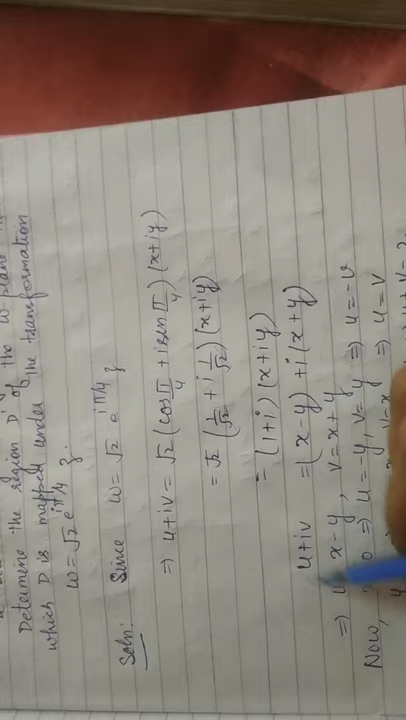 Determine the region D' of the W-plane
which D is mapped under the transformation
W = √2 e^{iπ/4} z.
Soln: Since W = √2 e^{iπ/4} z
⇒ u+iv = √2 (cos π/4 + i sin π/4) (x+iy)
= √2 (1/√2 + i 1/√2) (x+iy)
= (1+i) (x+iy)
u+iv = (x-y) + i (x+y)
⇒ x-y, v = x+y
Now, ⇒ u = -y, v = y ⇒ u = -v
v=x ⇒ u = v